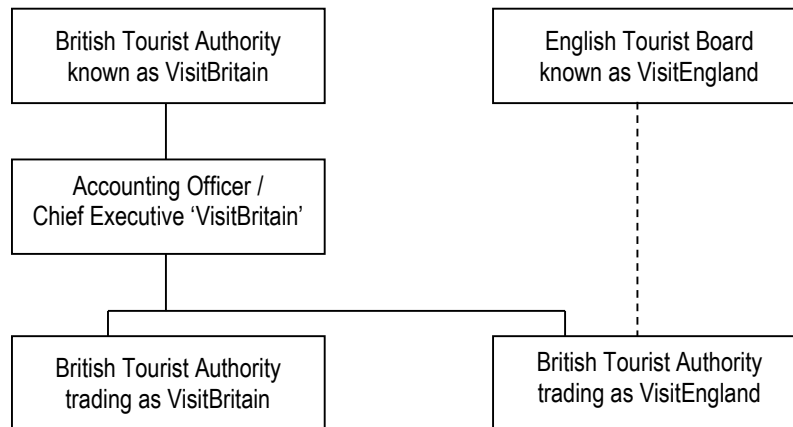 British Tourist Authority
known as VisitBritain
English Tourist Board
known as VisitEngland
Accounting Officer /
Chief Executive ‘VisitBritain’
British Tourist Authority
trading as VisitBritain
British Tourist Authority
trading as VisitEngland